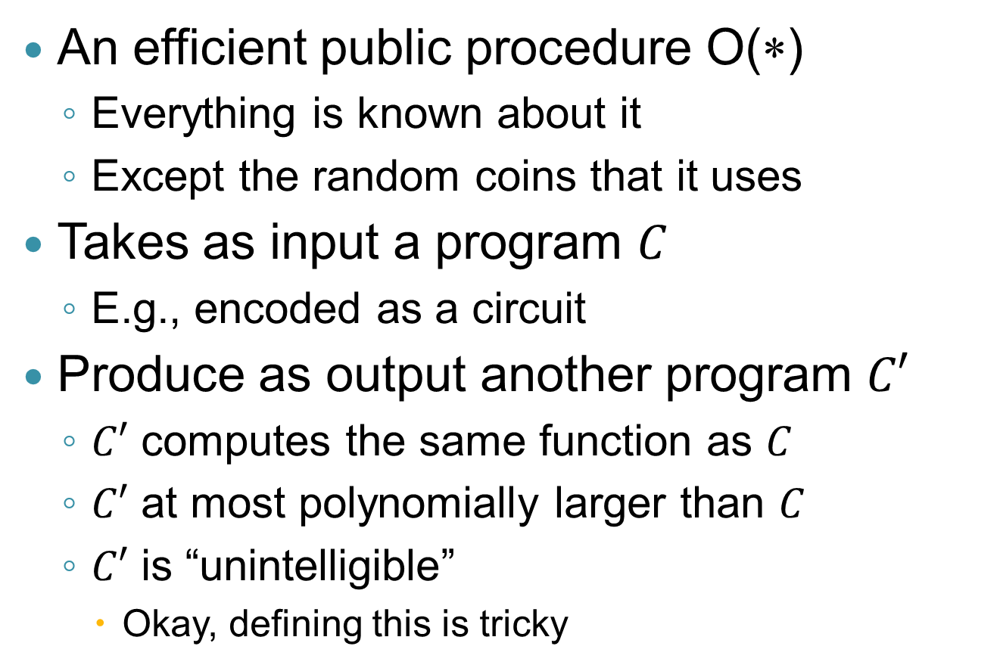 • An efficient public procedure O(∗)
◦ Everything is known about it
◦ Except the random coins that it uses
• Takes as input a program C
◦ E.g., encoded as a circuit
• Produce as output another program C′
◦ C′ computes the same function as C
◦ C′ at most polynomially larger than C
◦ C′ is “unintelligible”
• Okay, defining this is tricky